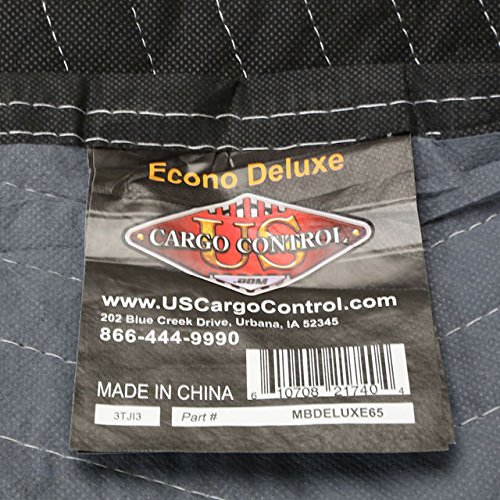 Econo Deluxe
US
CARGO CONTROL
.COM
www.USCargoControl.com
202 Blue Creek Drive, Urbana, IA 52345
866-444-9990
6 10708 21740 4
MADE IN CHINA
3TJI3 Part # MBDELUXE65